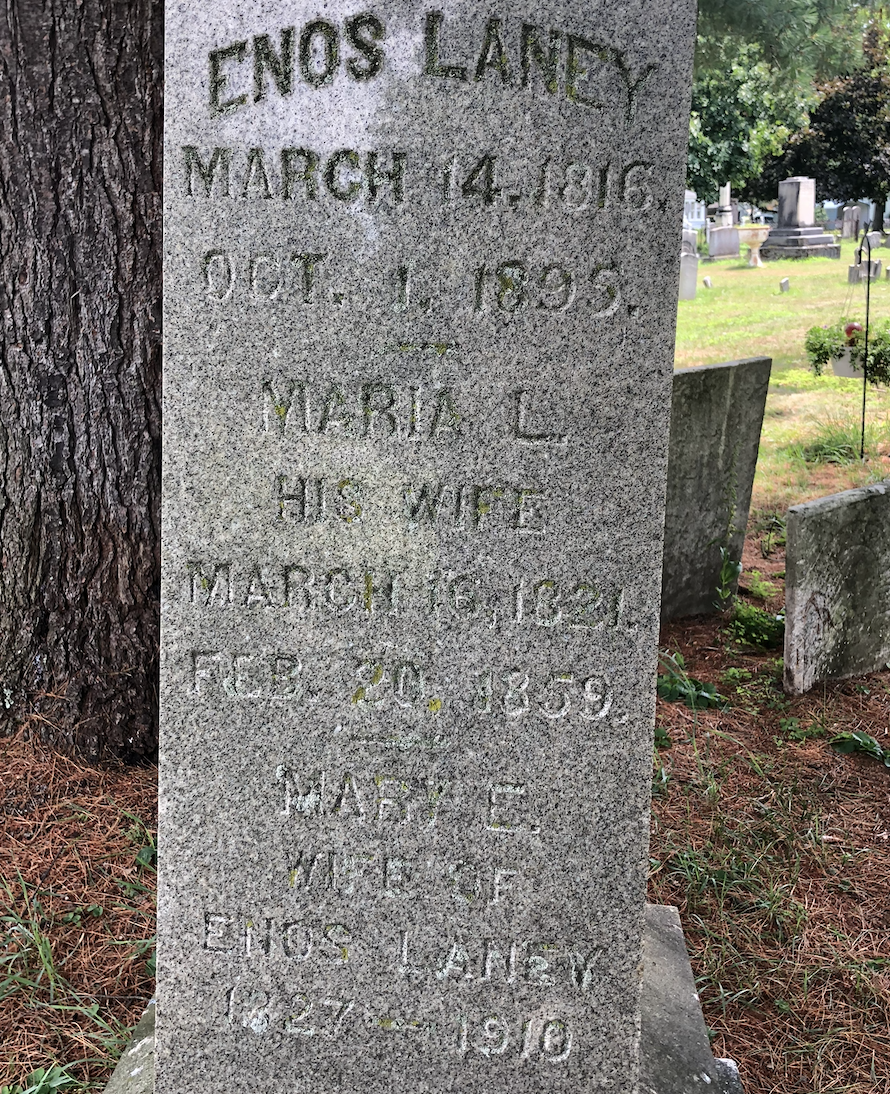 ENOS LANEY
MARCH 14, 1816.
OCT. 1, 1895.
MARIA L.
HIS WIFE
MARCH 16, 1821.
FEB. 20, 1859.
MARY E.
WIFE OF
ENOS LANEY
1827 — 1910